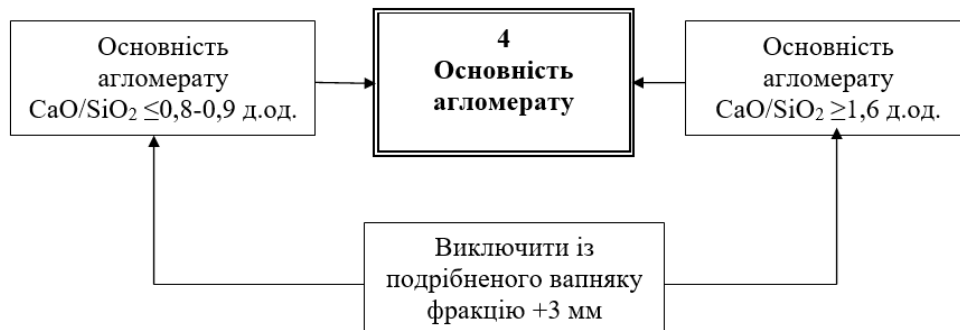 Основність
агломерату
CaO/SiO₂ ≤0,8-0,9 д.од.
4
Основність
агломерату
Основність
агломерату
CaO/SiO₂ ≥1,6 д.од.
Виключити із
подрібненого вапняку
фракцію +3 мм